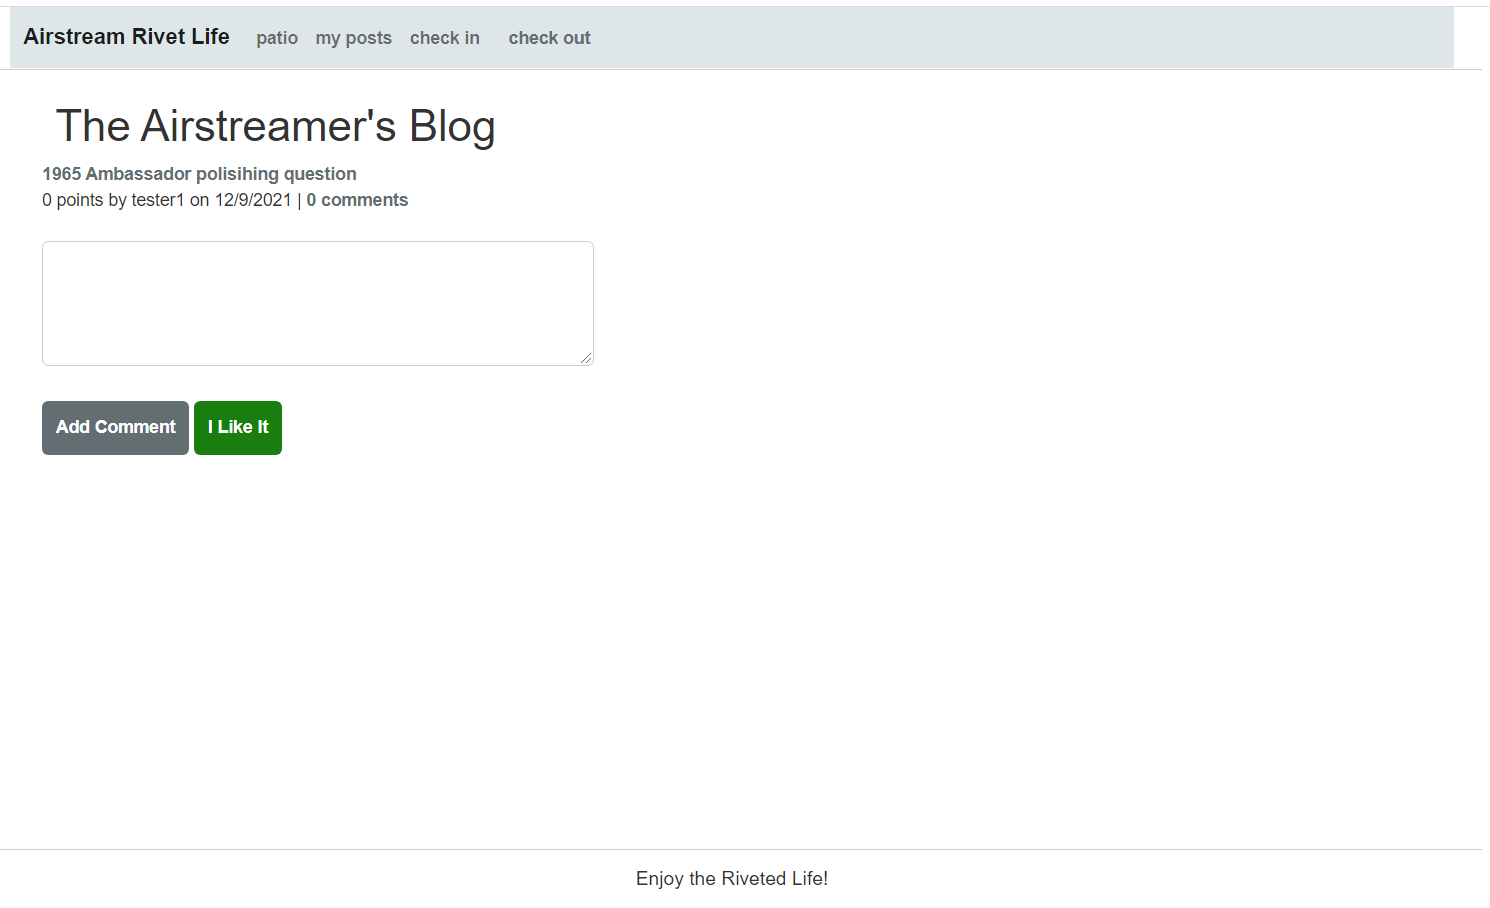 Airstream Rivet Life patio my posts check in check out
The Airstreamer's Blog
1965 Ambassador polisihing question
0 points by tester1 on 12/9/2021 | 0 comments
Add Comment I Like It
Enjoy the Riveted Life!